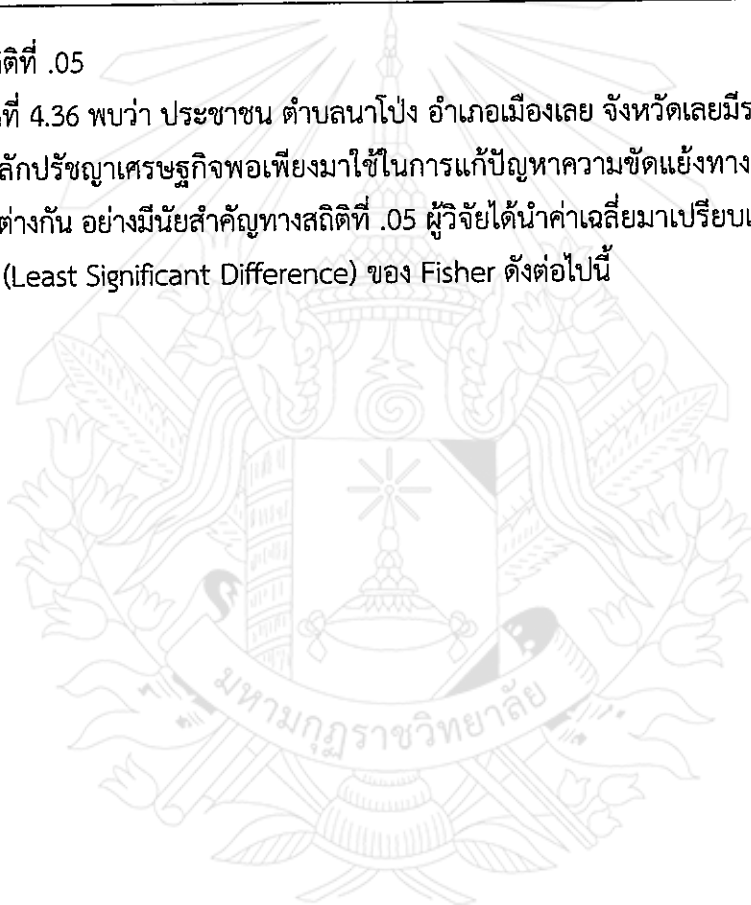 ติที่ .05
ที่ 4.36 พบว่า ประชาชน ตำบลนาโป่ง อำเภอเมืองเลย จังหวัดเลยมีร
ลักปรัชญาเศรษฐกิจพอเพียงมาใช้ในการแก้ปัญหาความขัดแย้งทาง
ต่างกัน อย่างมีนัยสำคัญทางสถิติที่ .05 ผู้วิจัยได้นำค่าเฉลี่ยมาเปรียบเ
(Least Significant Difference) ของ Fisher ดังต่อไปนี้
มหามกุฏราชวิทยาลัย